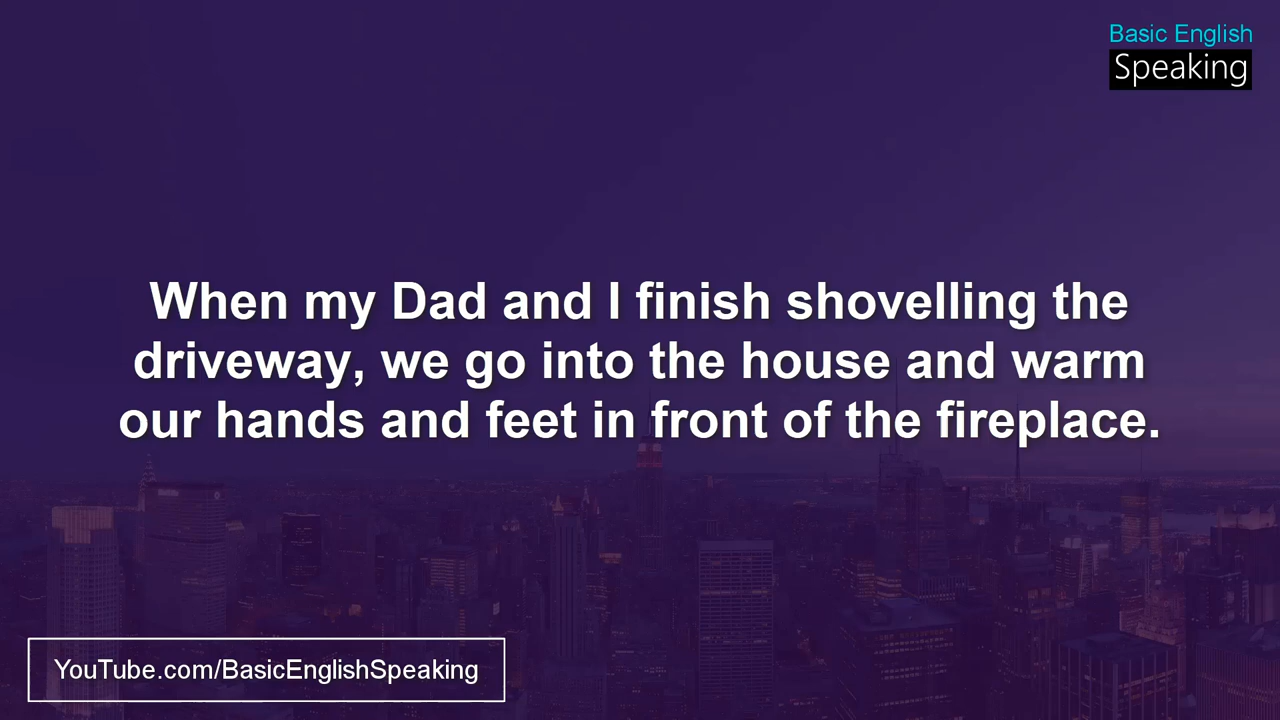 Basic English
Speaking
When my Dad and I finish shovelling the
driveway, we go into the house and warm
our hands and feet in front of the fireplace.
YouTube.com/BasicEnglishSpeaking